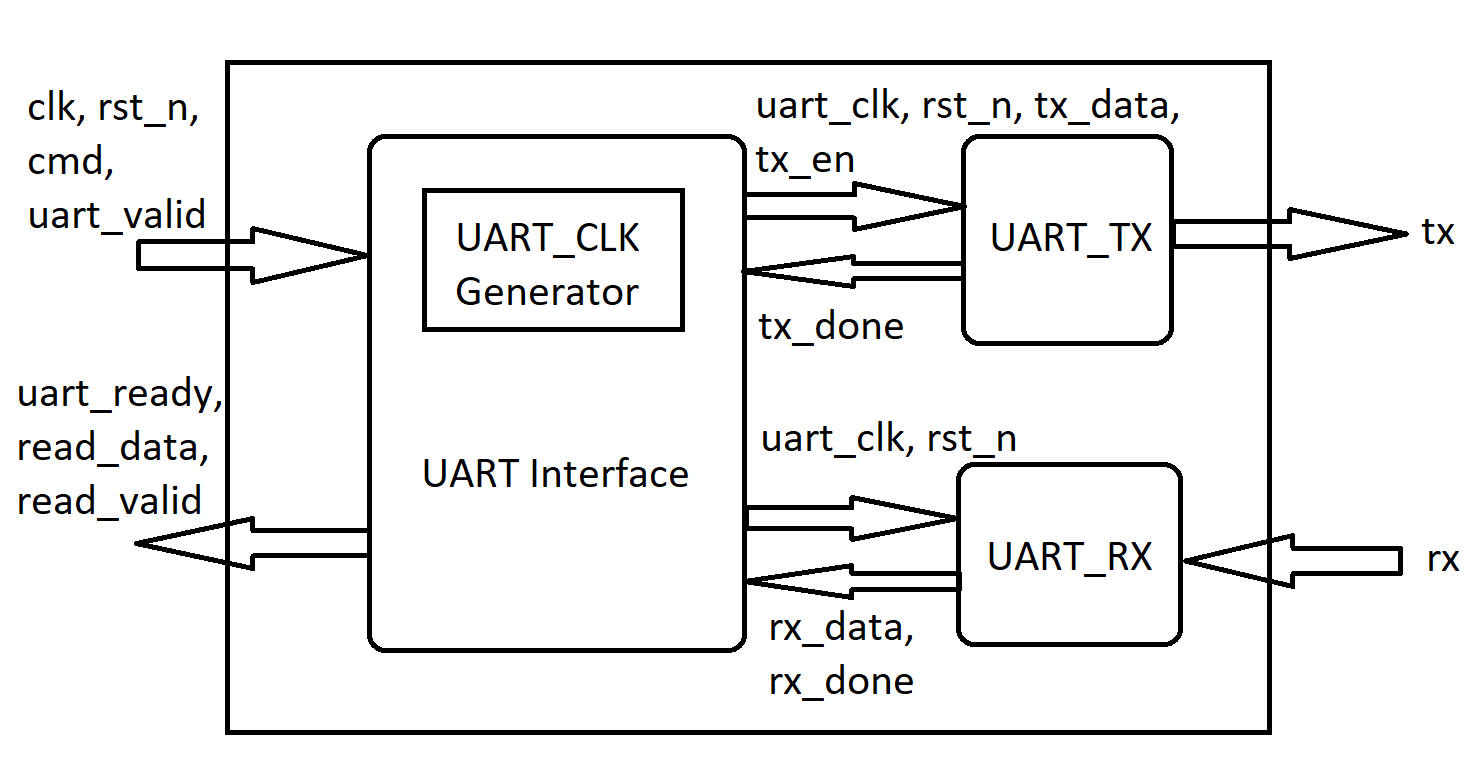 clk, rst_n,
cmd,
uart_valid
uart_ready,
read_data,
read_valid
UART_CLK
Generator
UART Interface
uart_clk, rst_n, tx_data,
tx_en
UART_TX
tx_done
tx
uart_clk, rst_n
UART_RX
rx_data,
rx_done
rx